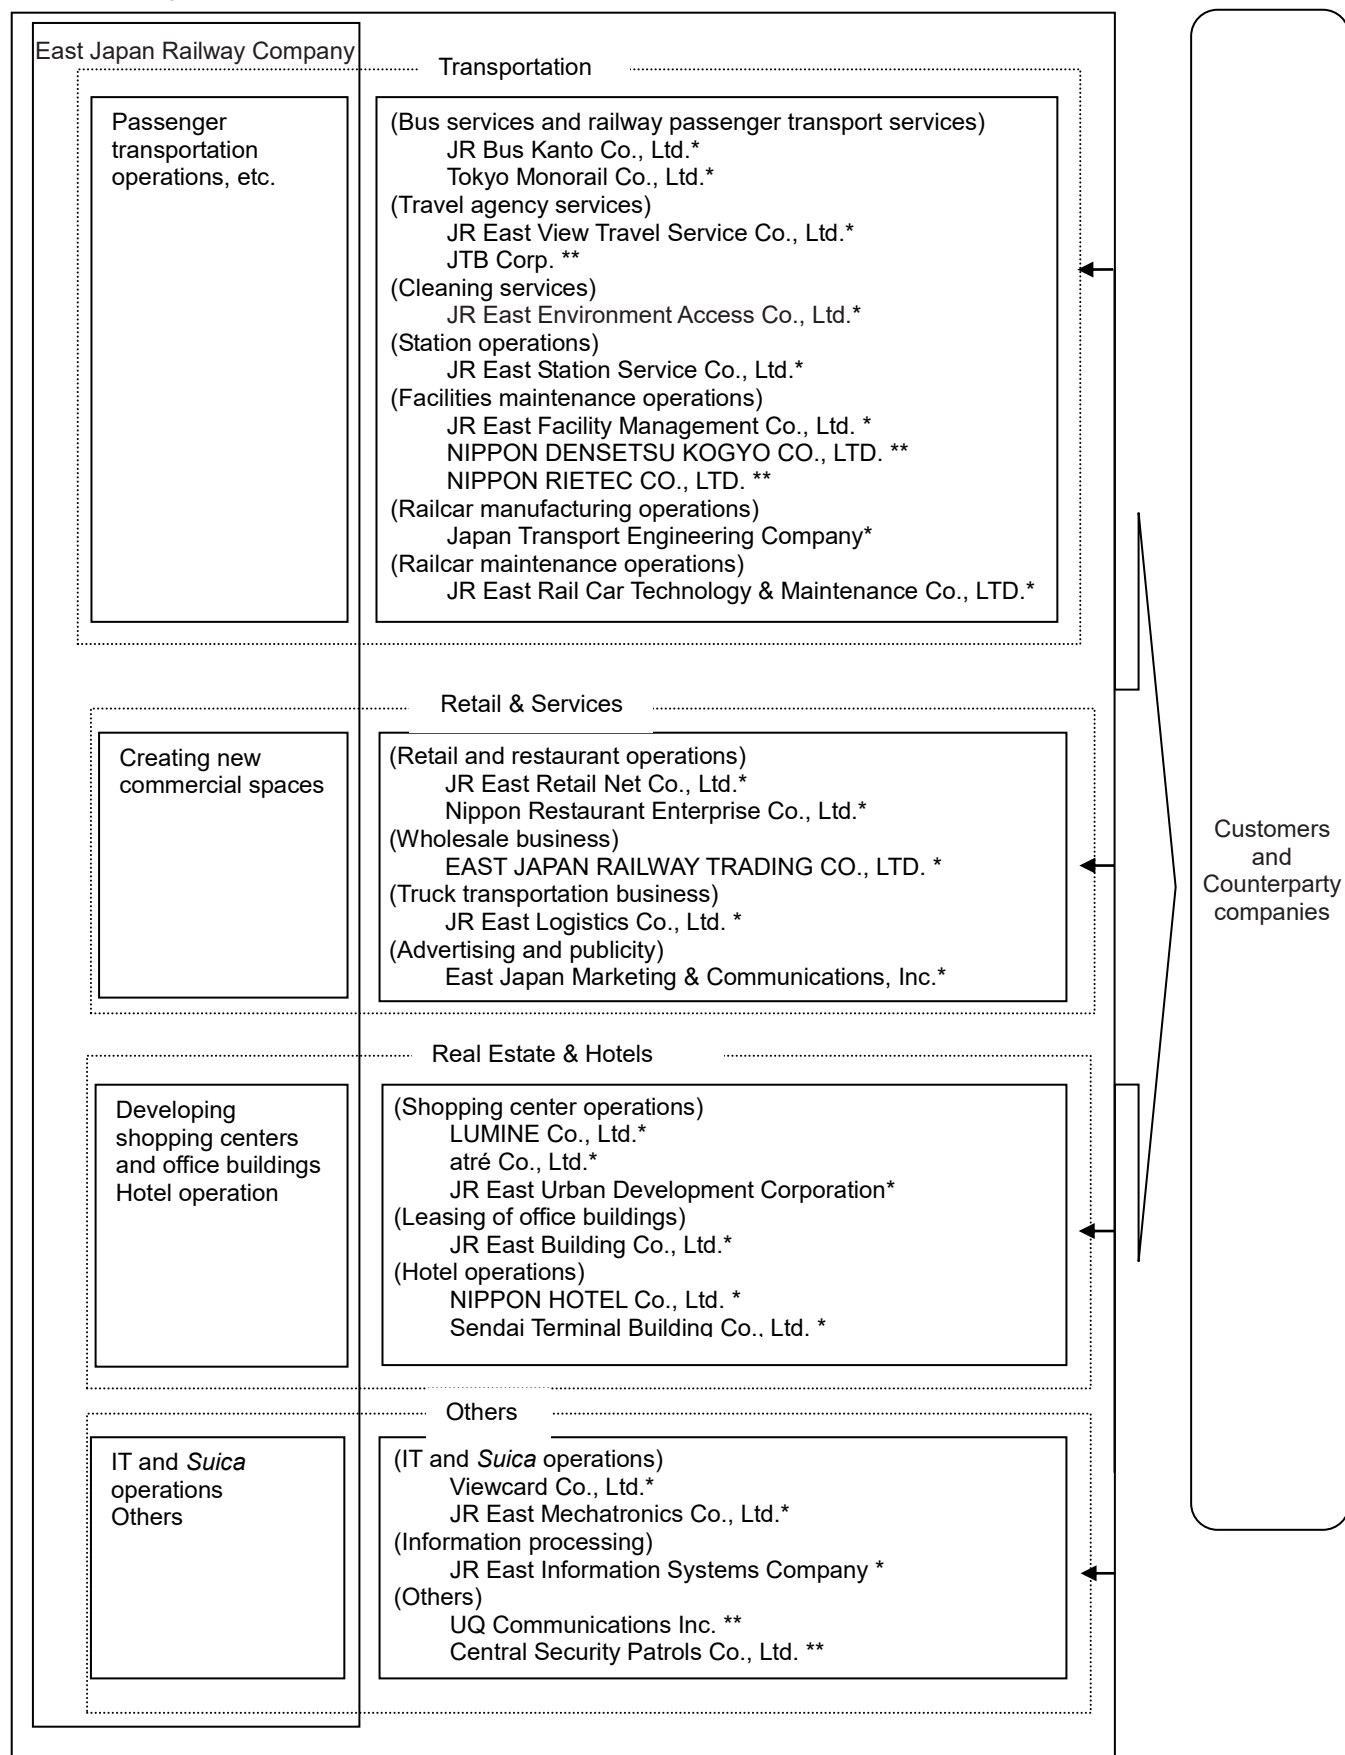 East Japan Railway Company
Transportation
Passenger
transportation
operations, etc.
(Bus services and railway passenger transport services)
JR Bus Kanto Co., Ltd.*
Tokyo Monorail Co., Ltd.*
(Travel agency services)
JR East View Travel Service Co., Ltd.*
JTB Corp. **
(Cleaning services)
JR East Environment Access Co., Ltd.*
(Station operations)
JR East Station Service Co., Ltd.*
(Facilities maintenance operations)
JR East Facility Management Co., Ltd. *
NIPPON DENSETSU KOGYO CO., LTD. **
NIPPON RIETEC CO., LTD. **
(Railcar manufacturing operations)
Japan Transport Engineering Company*
(Railcar maintenance operations)
JR East Rail Car Technology & Maintenance Co., LTD.*
Retail & Services
Creating new
commercial spaces
(Retail and restaurant operations)
JR East Retail Net Co., Ltd.*
Nippon Restaurant Enterprise Co., Ltd.*
(Wholesale business)
EAST JAPAN RAILWAY TRADING CO., LTD. *
(Truck transportation business)
JR East Logistics Co., Ltd. *
(Advertising and publicity)
East Japan Marketing & Communications, Inc.*
Real Estate & Hotels
Developing
shopping centers
and office buildings
Hotel operation
(Shopping center operations)
LUMINE Co., Ltd.*
atré Co., Ltd.*
JR East Urban Development Corporation*
(Leasing of office buildings)
JR East Building Co., Ltd.*
(Hotel operations)
NIPPON HOTEL Co., Ltd. *
Sendai Terminal Building Co., Ltd. *
Others
IT and Suica
operations
Others
(IT and Suica operations)
Viewcard Co., Ltd.*
JR East Mechatronics Co., Ltd.*
(Information processing)
JR East Information Systems Company *
(Others)
UQ Communications Inc. **
Central Security Patrols Co., Ltd. **
Customers
and
Counterparty
companies